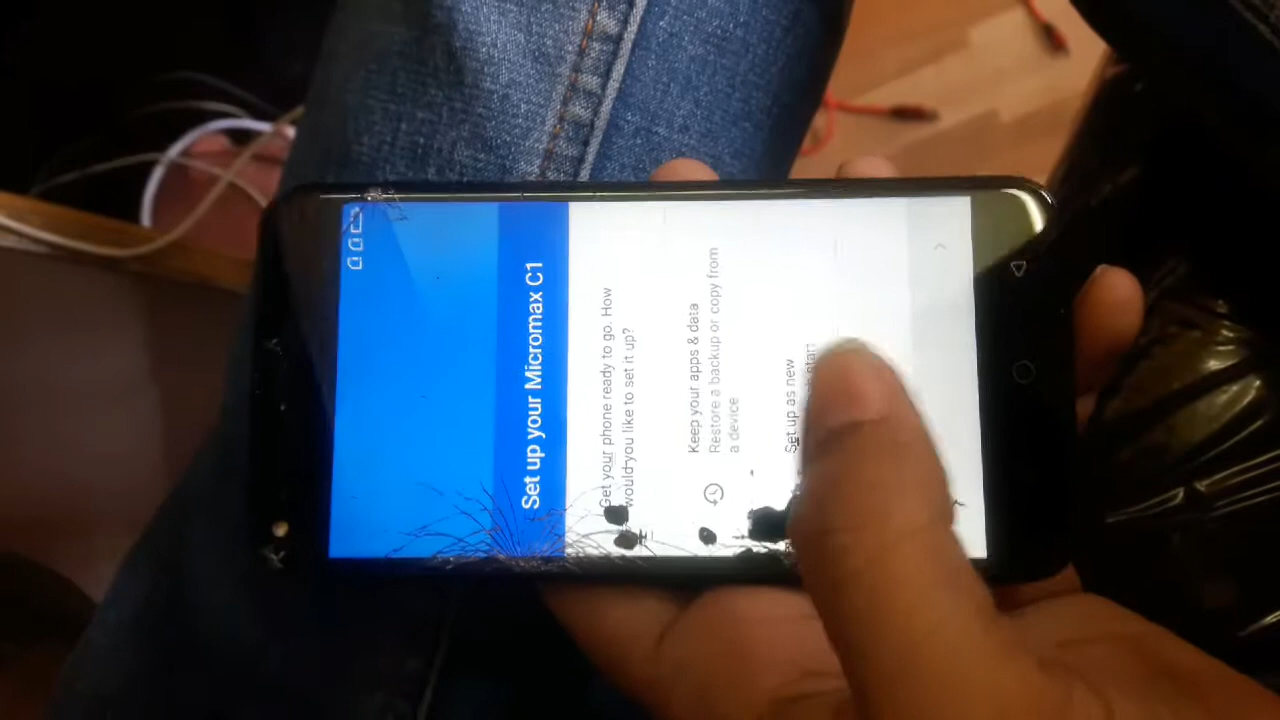 Set up your Micromax C1
Get your phone ready to go. How
would you like to set it up?
Keep your apps & data
Restore a backup or copy from
a device
Set up as new
start